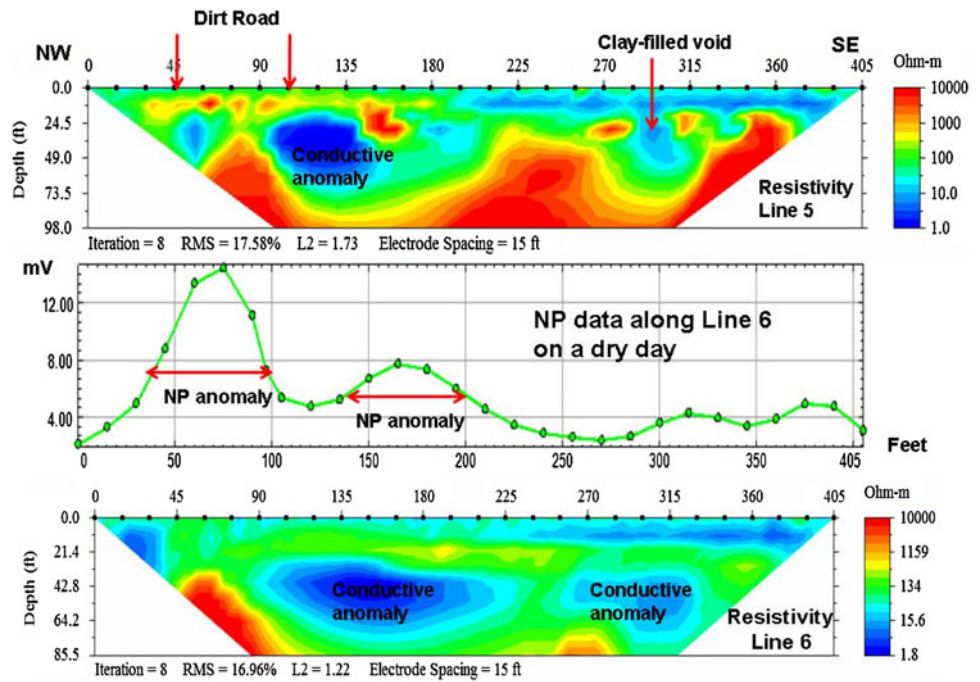 Dirt Road
NW
Clay-filled void
SE
0 45 90 135 180 225 270 315 360 405
Ohm-m
Depth (ft)
0.0
24.5
49.0
73.5
98.0
Conductive
anomaly
Resistivity
Line 5
10000
1000
100
10.0
1.0
Iteration = 8 RMS = 17.58% L2 = 1.73 Electrode Spacing = 15 ft
mV
12.00
8.00
4.00
NP data along Line 6
on a dry day
NP anomaly
NP anomaly
0 50 100 150 200 250 300 350 405
Feet
0 45 90 135 180 225 270 315 360 405
Ohm-m
Depth (ft)
0.0
21.4
42.8
64.2
85.5
Conductive
anomaly
Conductive
anomaly
Resistivity
Line 6
10000
1159
134
15.5
1.8
Iteration = 8 RMS = 16.96% L2 = 1.22 Electrode Spacing = 15 ft